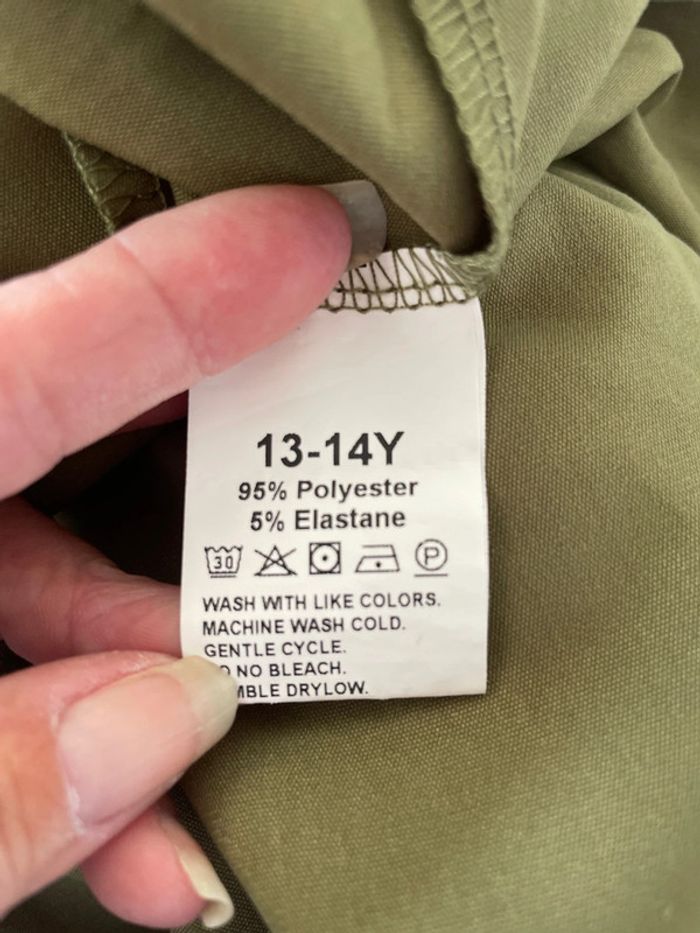 13-14Y
95% Polyester
5% Elastane
30 P
WASH WITH LIKE COLORS.
MACHINE WASH COLD.
GENTLE CYCLE.
NO BLEACH.
DRYLOW.